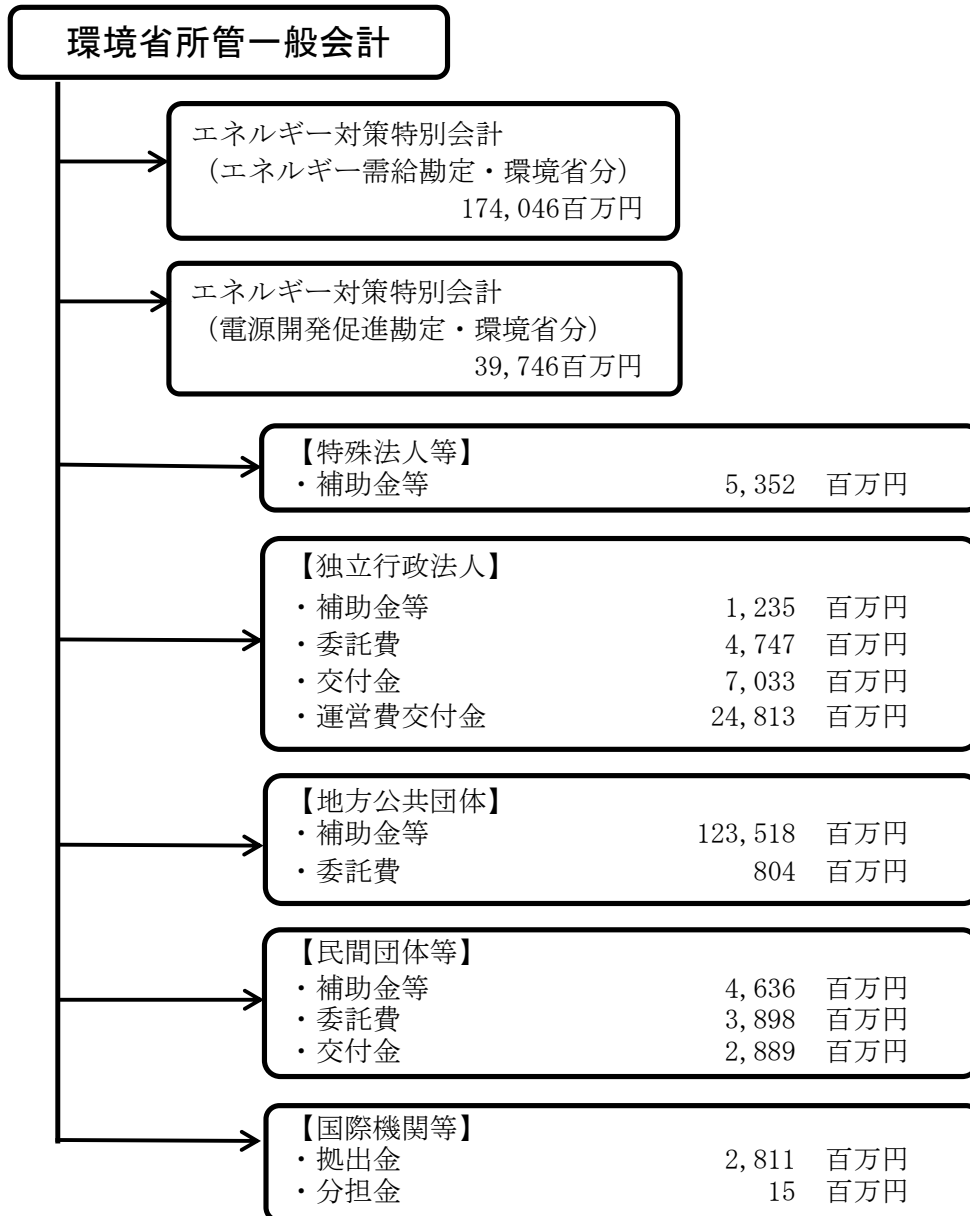 環境省所管一般会計
エネルギー対策特別会計
（エネルギー需給勘定・環境省分）
174,046百万円
エネルギー対策特別会計
（電源開発促進勘定・環境省分）
39,746百万円
【特殊法人等】
・補助金等 5,352 百万円
【独立行政法人】
・補助金等 1,235 百万円
・委託費 4,747 百万円
・交付金 7,033 百万円
・運営費交付金 24,813 百万円
【地方公共団体】
・補助金等 123,518 百万円
・委託費 804 百万円
【民間団体等】
・補助金等 4,636 百万円
・委託費 3,898 百万円
・交付金 2,889 百万円
【国際機関等】
・拠出金 2,811 百万円
・分担金 15 百万円